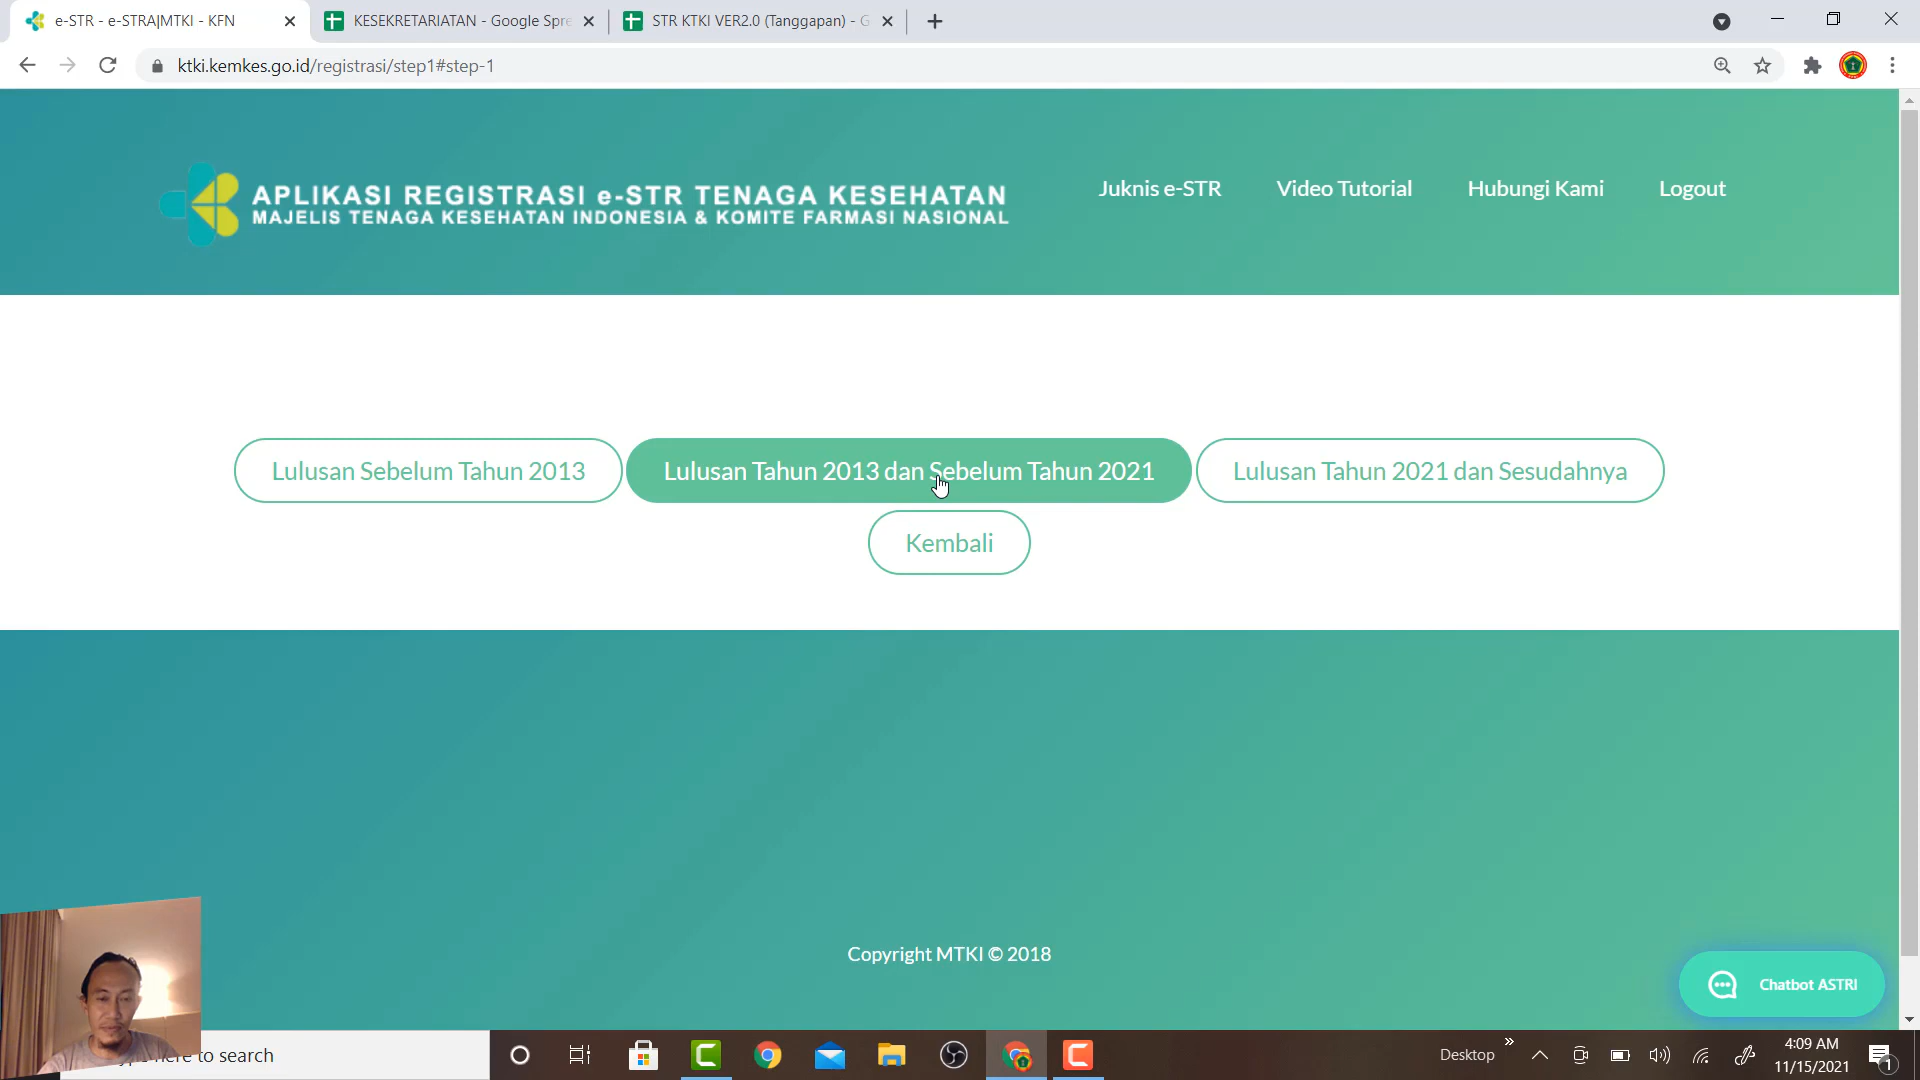 e-STR - e-STRA|MTKI - KFN
KESEKRETARIATAN - Google Spre
STR KTKI VER2.0 (Tanggapan) - G
ktki.kemkes.go.id/registrasi/step1#step-1
APLIKASI REGISTRASI e-STR TENAGA KESEHATAN
MAJELIS TENAGA KESEHATAN INDONESIA & KOMITE FARMASI NASIONAL
Juknis e-STR
Video Tutorial
Hubungi Kami
Logout
Lulusan Sebelum Tahun 2013
Lulusan Tahun 2013 dan Sebelum Tahun 2021
Lulusan Tahun 2021 dan Sesudahnya
Kembali
Copyright MTKI © 2018
Chatbot ASTRI
to search
Desktop
4:09 AM
11/15/2021
1